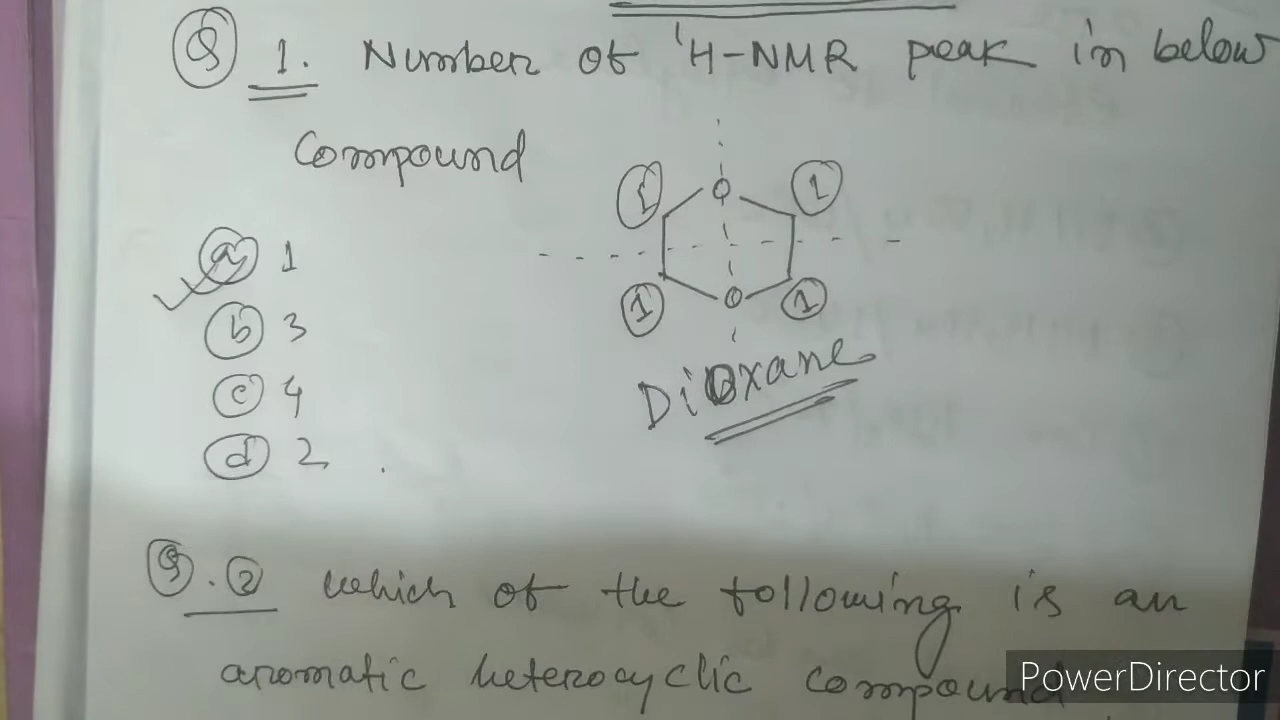 Q 1. Number of ¹H-NMR peak in below
Compound
1 O 1
a 1
1 O 1
b 3
Dioxane
c 4
d 2
Q. 2 which of the following is an
aromatic heterocyclic compound
PowerDirector